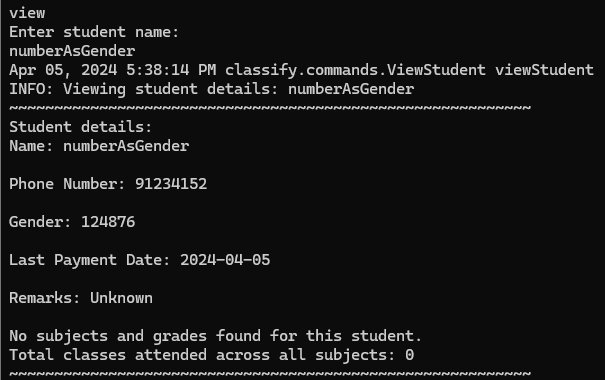 view
Enter student name:
numberAsGender
Apr 05, 2024 5:38:14 PM classify.commands.ViewStudent viewStudent
INFO: Viewing student details: numberAsGender
~~~~~~~~~~~~~~~~~~~~~~~~~~~~~~~~~~~~~~~~~~~~~~~~~~~~~~~~~~
Student details:
Name: numberAsGender
Phone Number: 91234152
Gender: 124876
Last Payment Date: 2024-04-05
Remarks: Unknown
No subjects and grades found for this student.
Total classes attended across all subjects: 0
~~~~~~~~~~~~~~~~~~~~~~~~~~~~~~~~~~~~~~~~~~~~~~~~~~~~~~~~~~